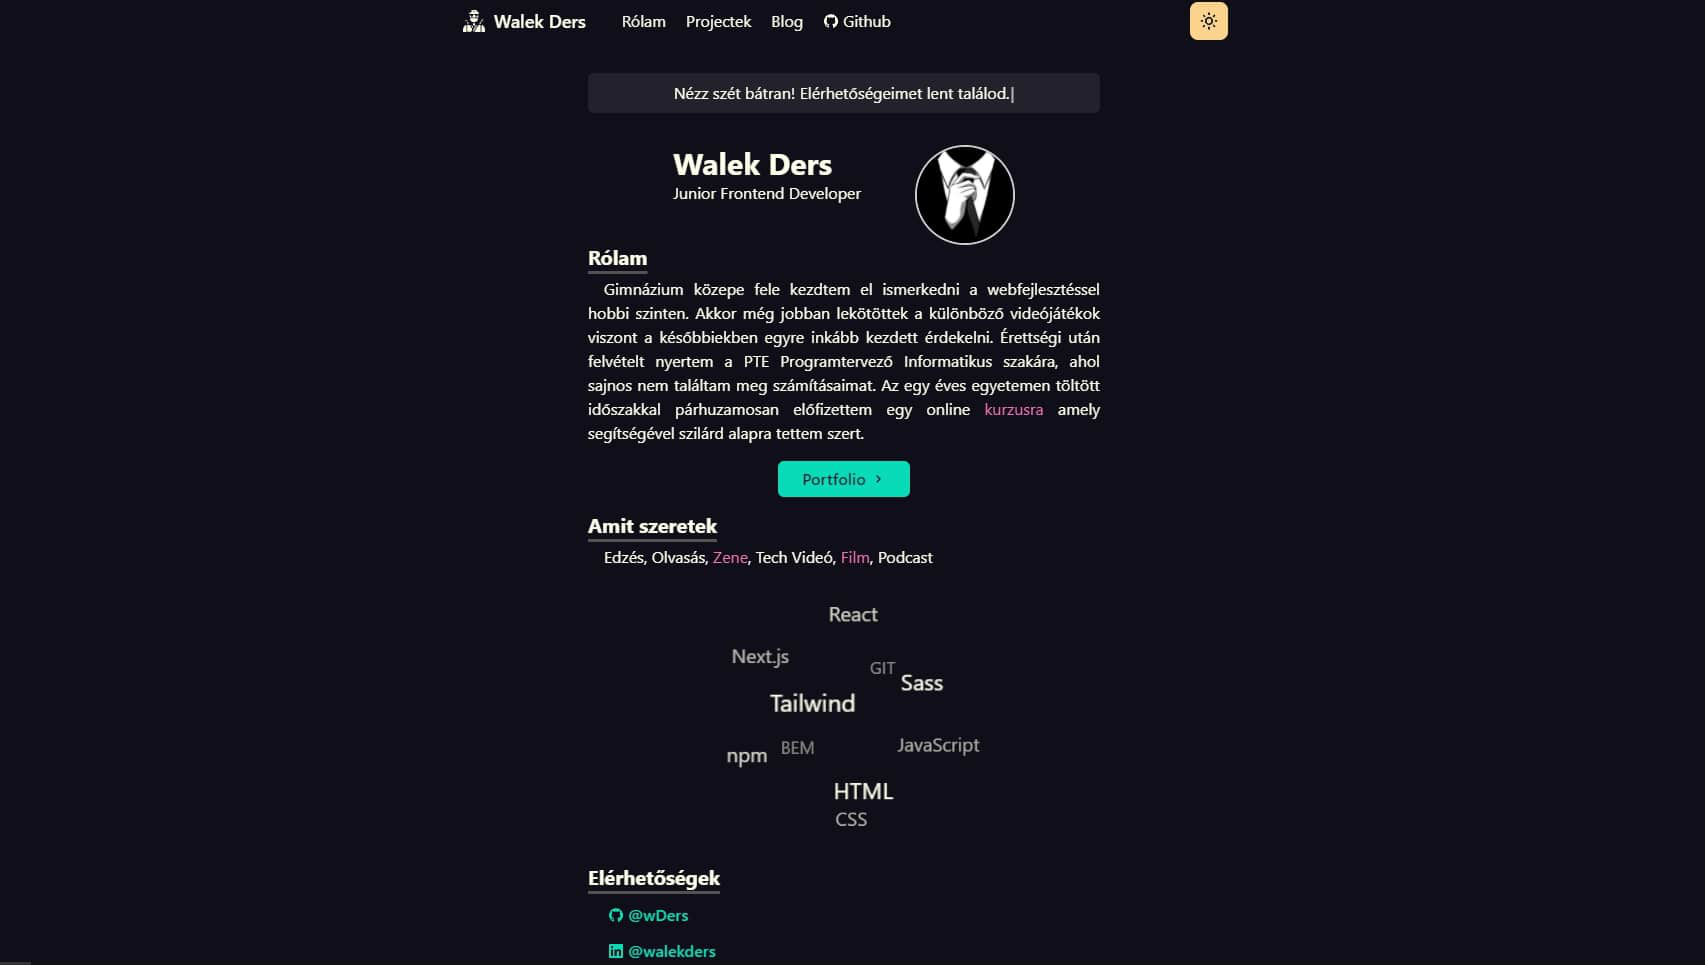 Walek Ders Rólam Projectek Blog Github
Nézz szét bátran! Elérhetőségeimet lent találod.|
Walek Ders
Junior Frontend Developer
Rólam
Gimnázium közepe fele kezdtem el ismerkedni a webfejlesztéssel
hobbi szinten. Akkor még jobban lekötöttek a különböző videójátékok
viszont a későbbiekben egyre inkább kezdett érdekelni. Érettségi után
felvételt nyertem a PTE Programtervező Informatikus szakára, ahol
sajnos nem találtam meg számításaimat. Az egy éves egyetemen töltött
időszakkal párhuzamosan előfizettem egy online kurzusra amely
segítségével szilárd alapra tettem szert.
Portfolio
Amit szeretek
Edzés, Olvasás, Zene, Tech Videó, Film, Podcast
React
Next.js
GIT
Sass
Tailwind
JavaScript
BEM
npm
HTML
CSS
Elérhetőségek
@wDers
@walekders